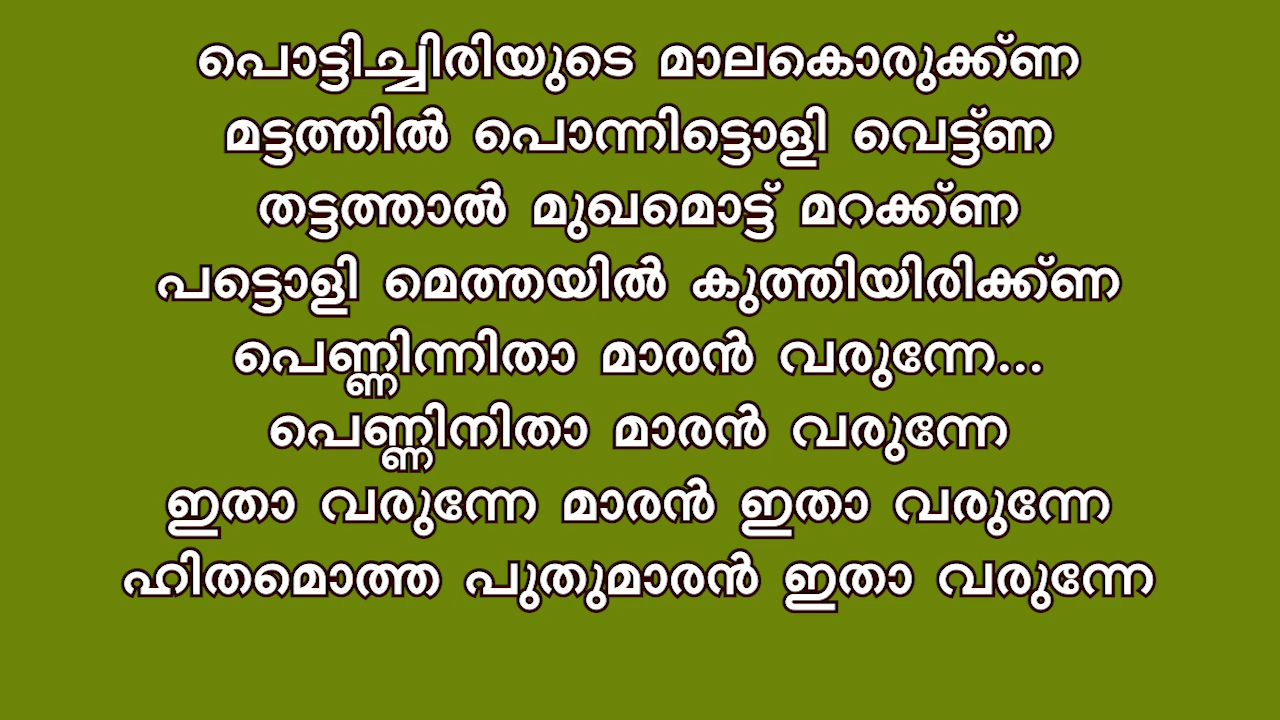 പൊട്ടിച്ചിരിയുടെ മാലകൊരുക്ക്ണ
മട്ടത്തിൽ പൊന്നിട്ടൊളി വെട്ട്ണ
തട്ടത്താൽ മുഖമൊട്ട് മറക്ക്ണ
പട്ടൊളി മെത്തയിൽ കുത്തിയിരിക്ക്ണ
പെണ്ണിന്നിതാ മാരൻ വരുന്നേ...
പെണ്ണിനിതാ മാരൻ വരുന്നേ
ഇതാ വരുന്നേ മാരൻ ഇതാ വരുന്നേ
ഹിതമൊത്ത പുതുമാരൻ ഇതാ വരുന്നേ